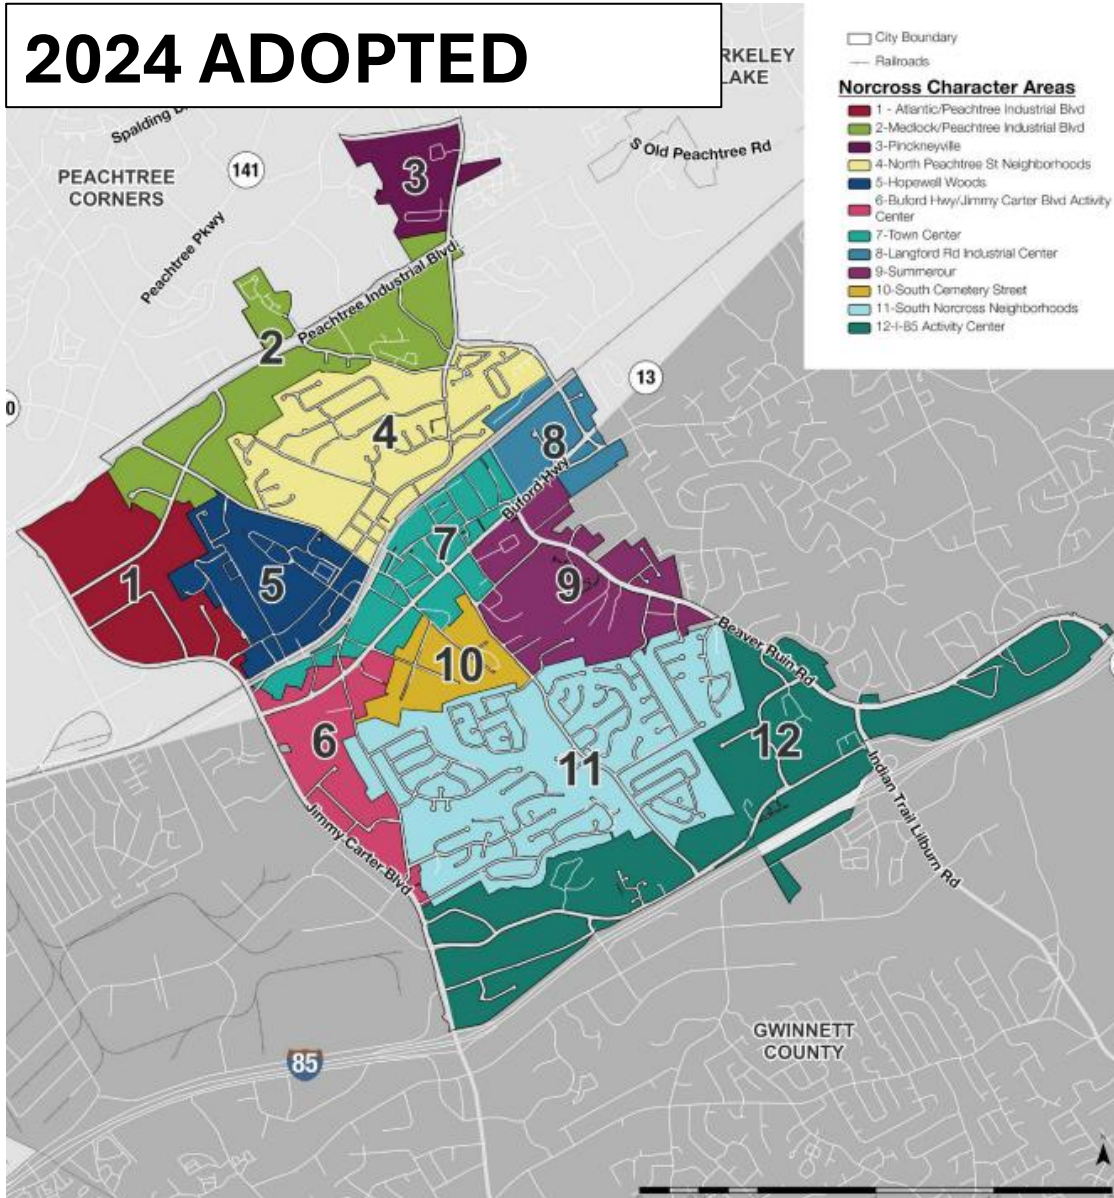 2024 ADOPTED
RKELEY
LAKE
City Boundary
Railroads
Norcross Character Areas
1 - Atlantic/Peachtree Industrial Blvd
2-Medlock/Peachtree Industrial Blvd
3-Pinckneyville
4-North Peachtree St Neighborhoods
5-Hopewell Woods
6-Buford Hwy/Jimmy Carter Blvd Activity
Center
7-Town Center
8-Langford Rd Industrial Center
9-Summerour
10-South Cemetery Street
11-South Norcross Neighborhoods
12-I-85 Activity Center
Spalding D
PEACHTREE
CORNERS
141
S Old Peachtree Rd
3
Peachtree Pkwy
Peachtree Industrial Blvd
2
13
0
4
8
Buford Hwy
7
1
5
9
Beaver Ruin Rd
10
6
11
12
Indian Trail Lilburn Rd
Jimmy Carter Blvd
GWINNETT
COUNTY
85